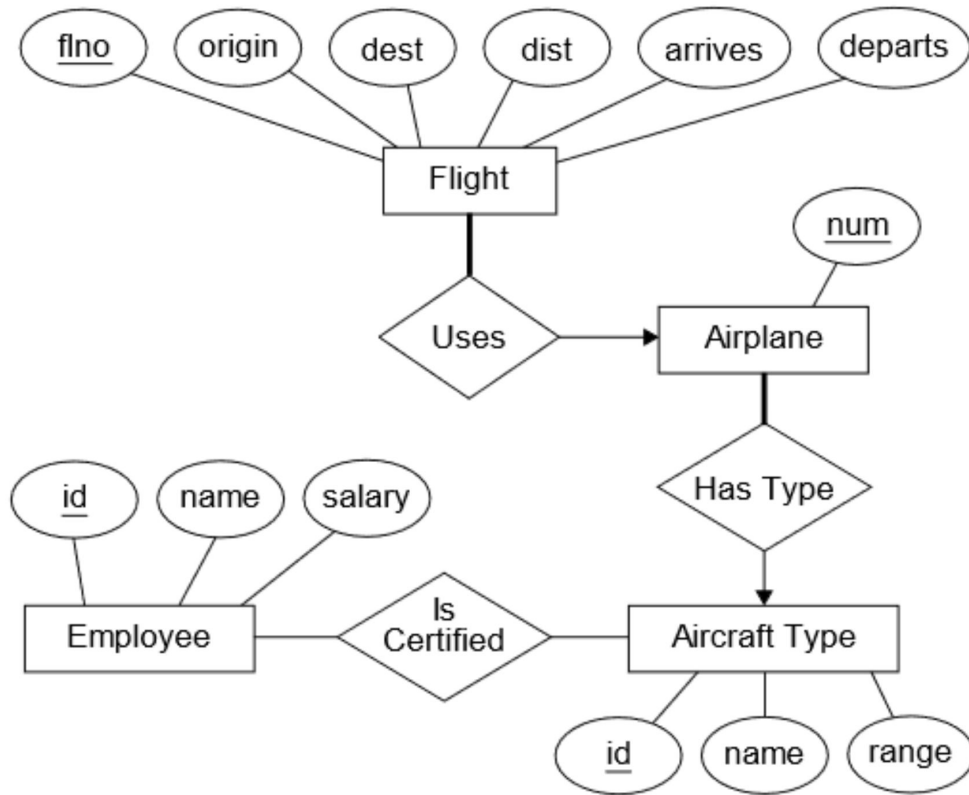 flno origin dest dist arrives departs
Flight
num
Uses Airplane
id name salary Has Type
Employee Is Certified Aircraft Type
id name range